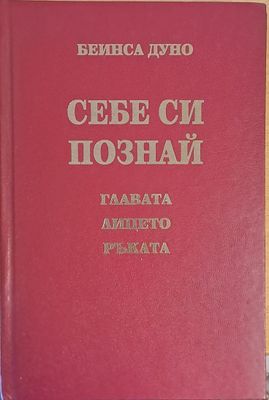 БЕИНСА ДУНО
СЕБЕ СИ
ПОЗНАЙ
ГЛАВАТА
ЛИЦЕТО
РЪКАТА